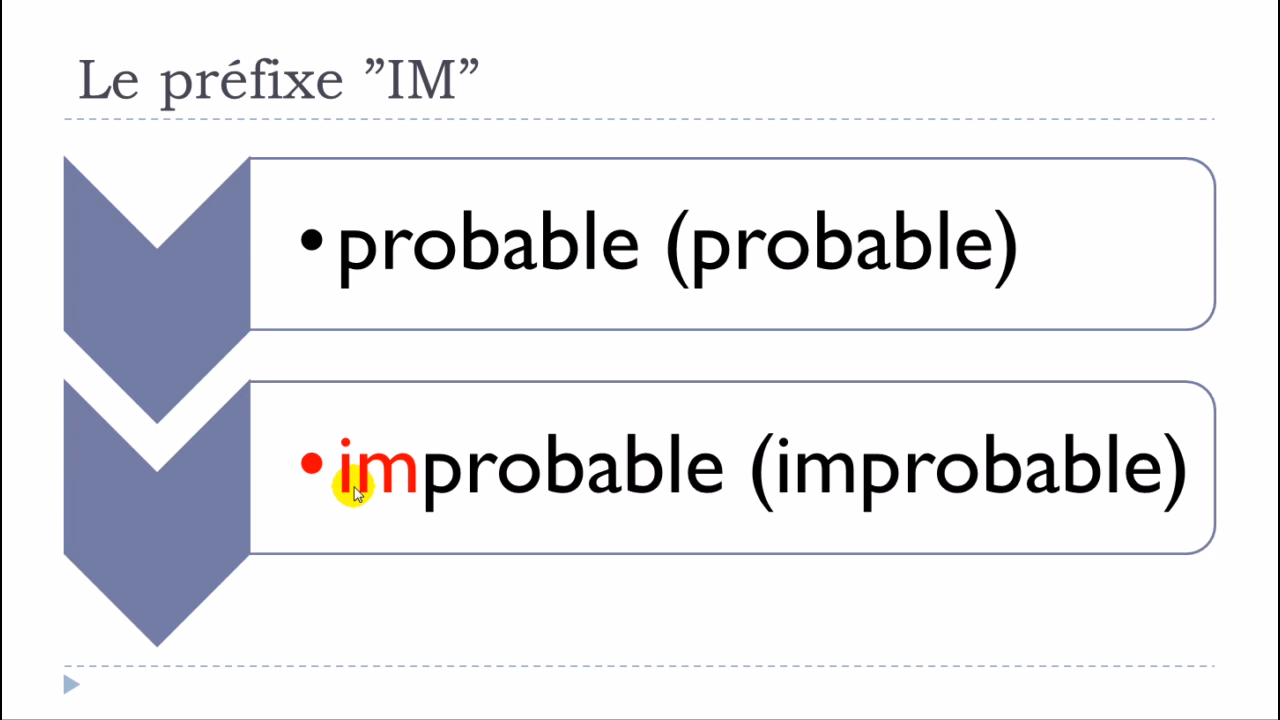 Le préfixe ”IM”
• probable (probable)
• improbable (improbable)